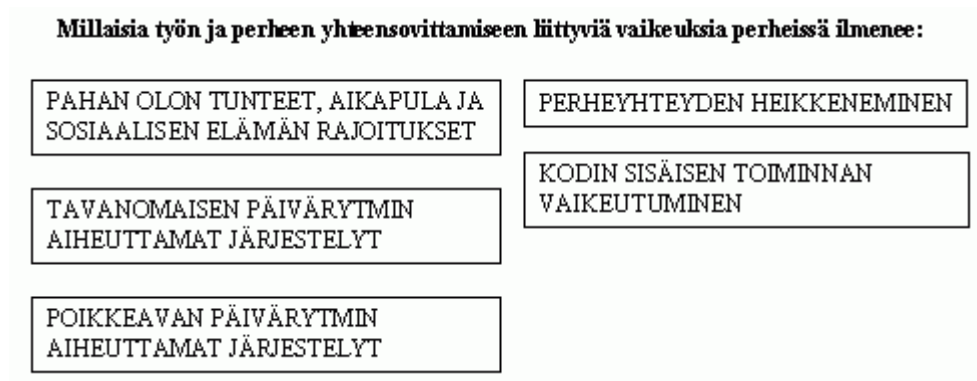 Millaisia työn ja perheen yhteensovittamiseen liittyviä vaikeuksia perheissä ilmenee:
PAHAN OLON TUNTEET, AIKAPULA JA
SOSIAALISEN ELÄMÄN RAJOITUKSET
TAVANOMAISEN PÄIVÄRYTMIN
AIHEUTTAMAT JÄRJESTELYT
POIKKEAVAN PÄIVÄRYTMIN
AIHEUTTAMAT JÄRJESTELYT
PERHEYHTEYDEN HEIKKENEMINEN
KODIN SISÄISEN TOIMINNAN
VAIKEUTUMINEN